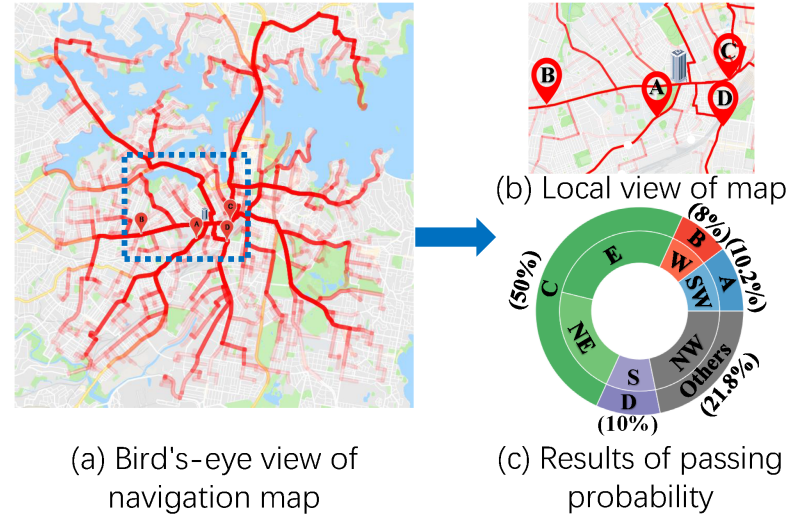 B
A
C
D
B
A
C
D
(a) Bird's-eye view of
navigation map
(b) Local view of map
(8%)
(10.2%)
(50%)
(21.8%)
(10%)
B
A
C
D
Others
E
W
SW
NE
S
NW
(c) Results of passing
probability